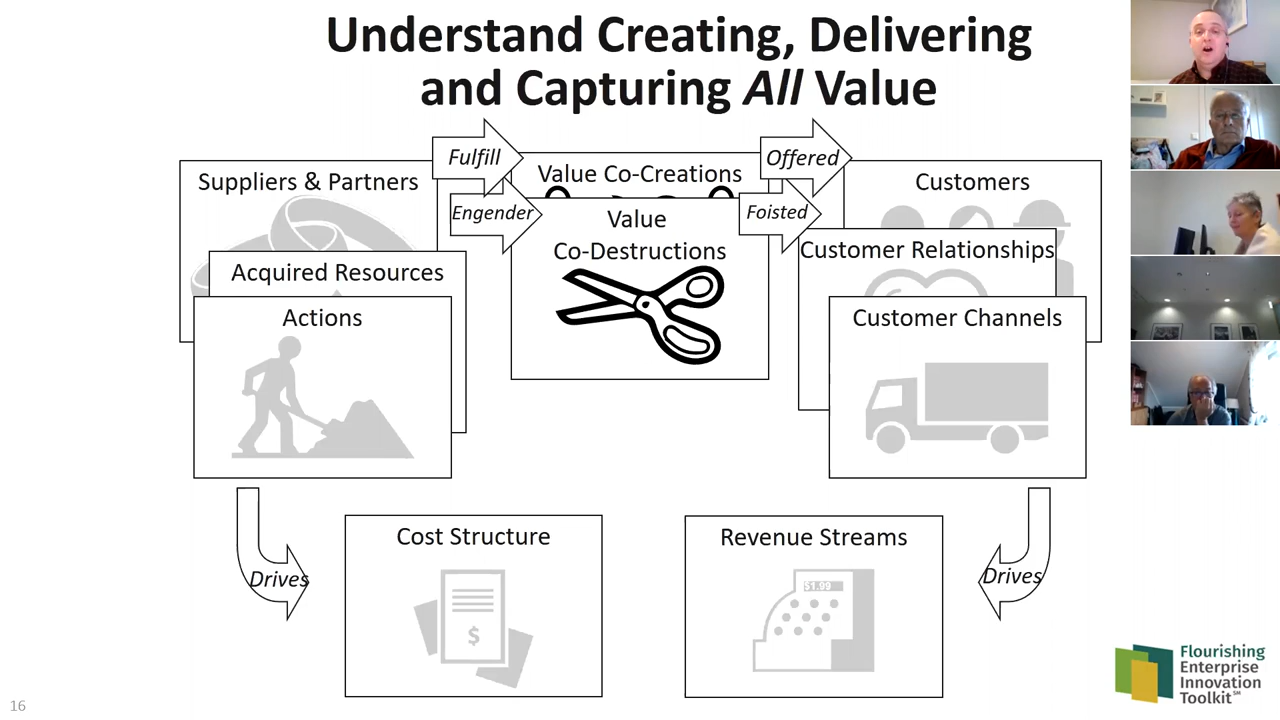 Understand Creating, Delivering
and Capturing All Value
Fulfill
Offered
Suppliers & Partners
Value Co-Creations
Customers
Engender
Value
Co-Destructions
Foisted
Customer Relationships
Acquired Resources
Actions
Customer Channels
Cost Structure
Revenue Streams
Drives
Drives
$1.99
$
Flourishing
Enterprise
Innovation
Toolkit℠
16